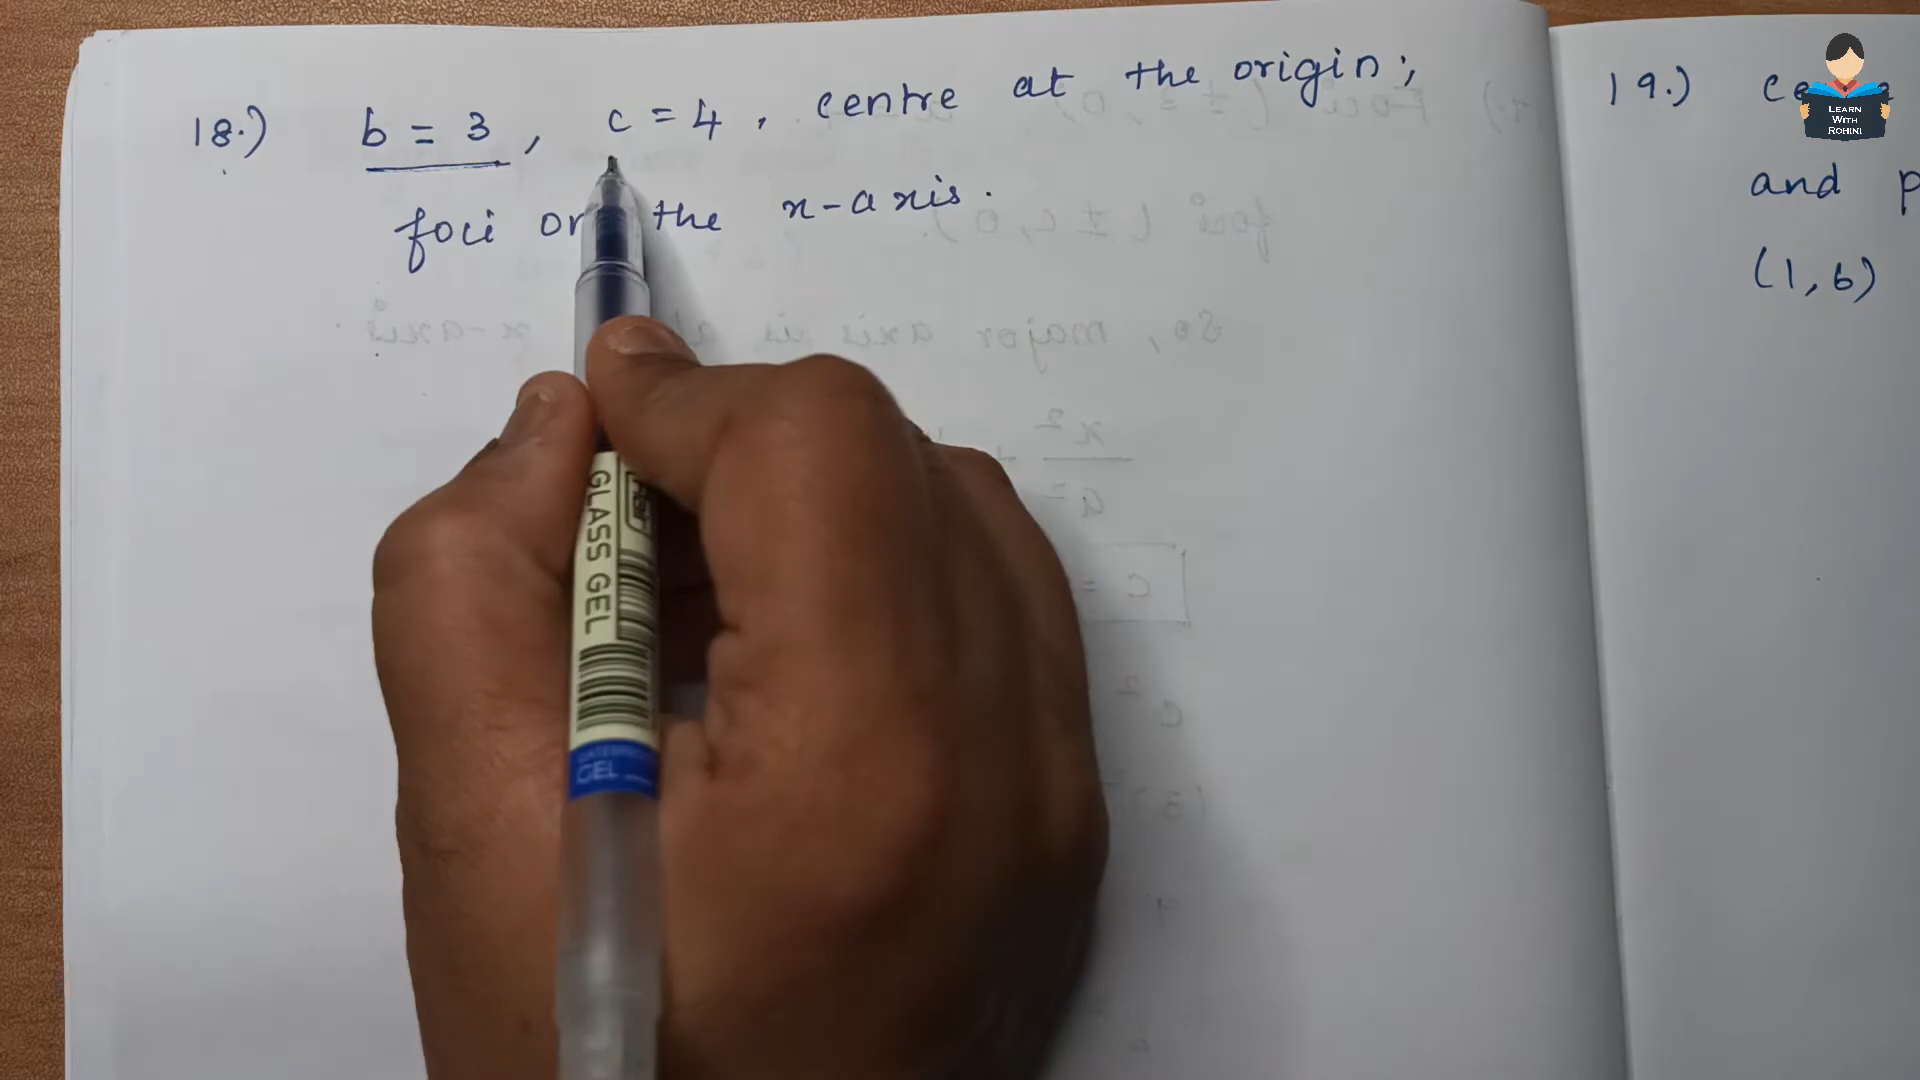 18.) b = 3, c = 4, centre at the origin;
foci on the x-axis.
19.)
and p
(1, 6)
LEARN
WITH
ROHINI
GLASS GEL
GEL